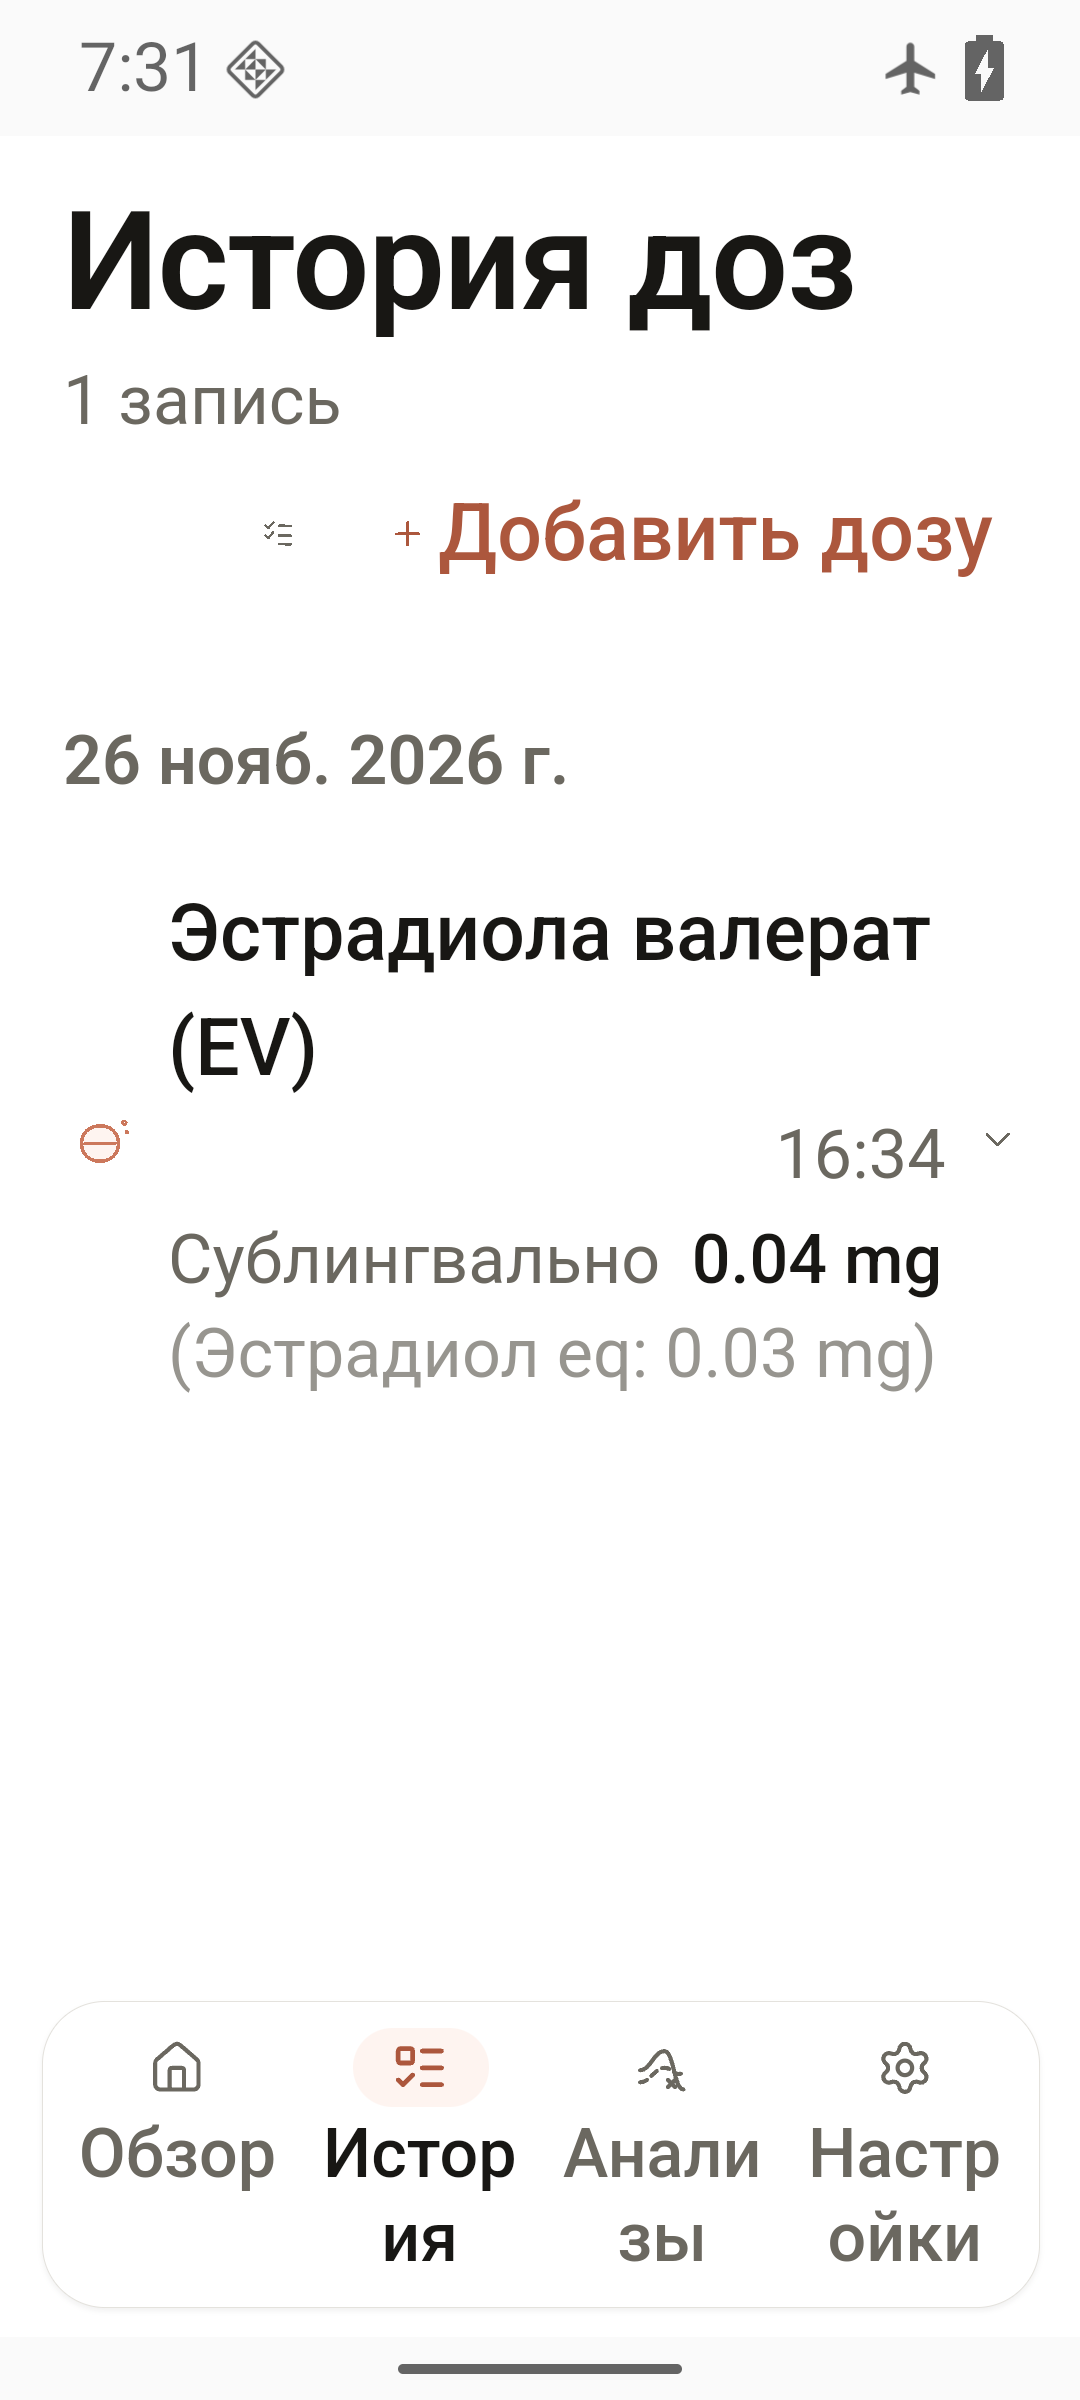 7:31
История доз
1 запись
Добавить дозу
26 нояб. 2026 г.
Эстрадиола валерат
(EV)
16:34
Сублингвально 0.04 mg
(Эстрадиол eq: 0.03 mg)
Обзор
Истор
ия
Анали
зы
Настр
ойки